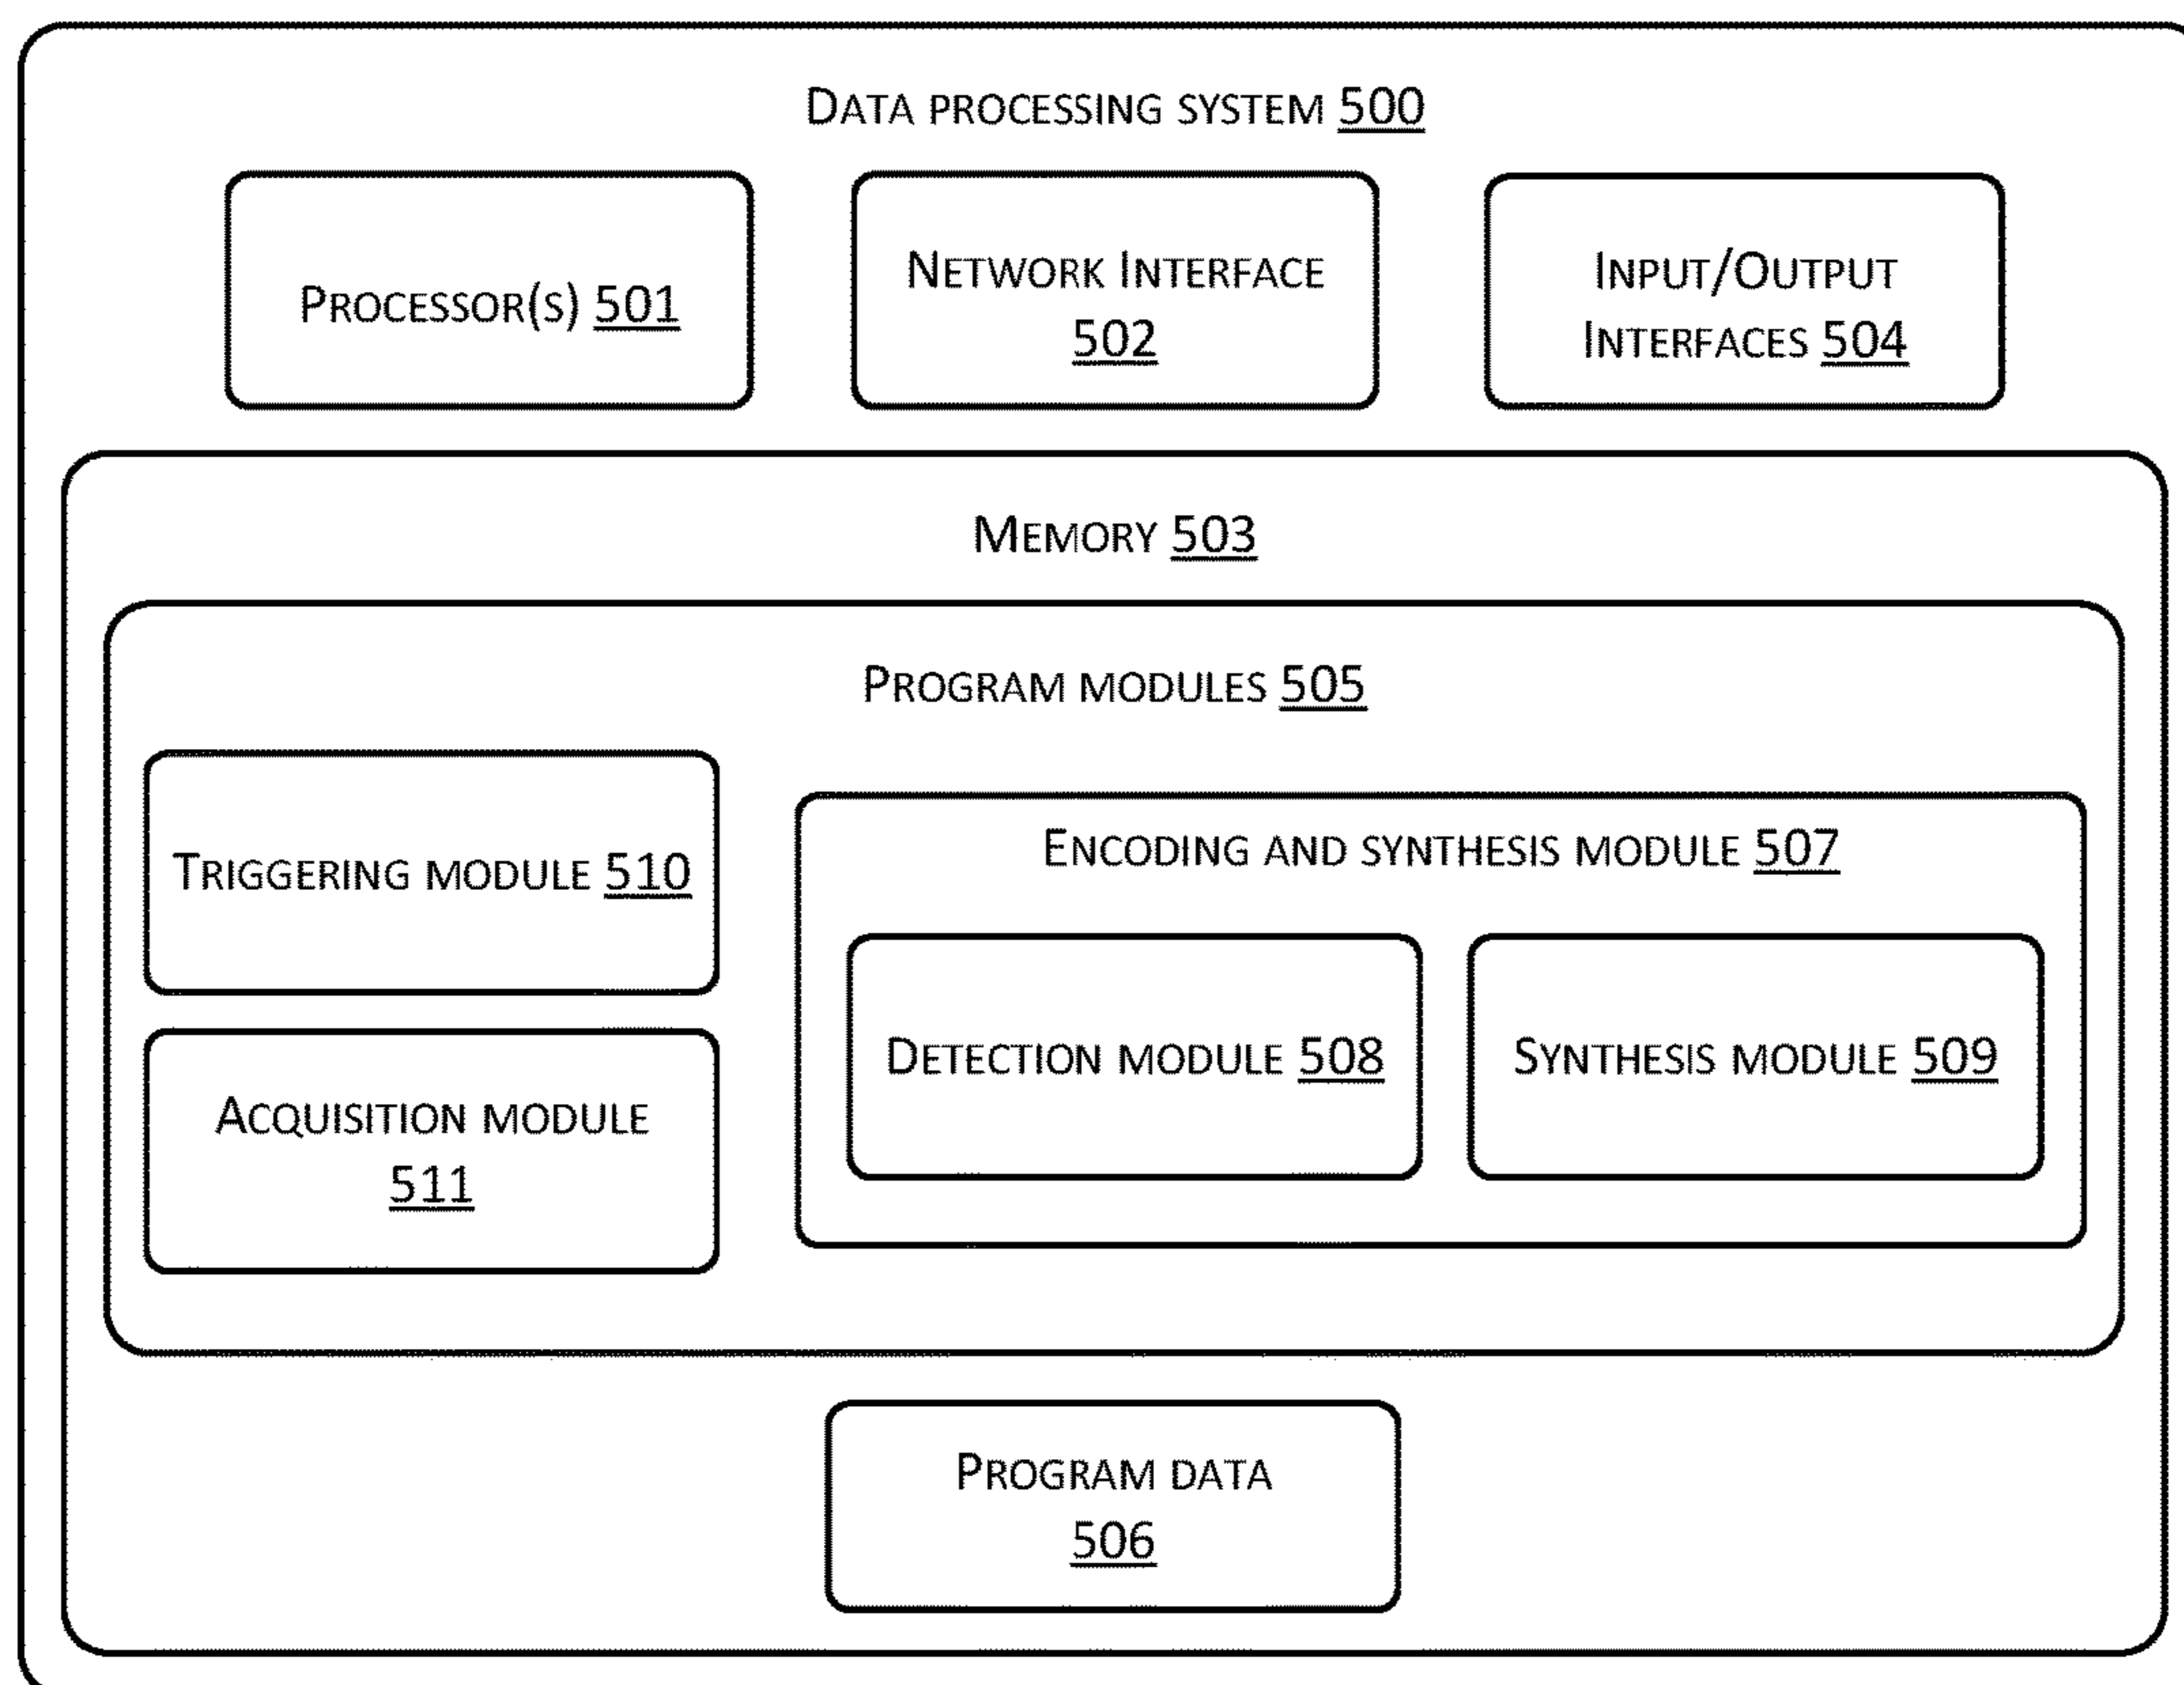 DATA PROCESSING SYSTEM 500
PROCESSOR(S) 501
NETWORK INTERFACE
502
INPUT/OUTPUT
INTERFACES 504
MEMORY 503
PROGRAM MODULES 505
TRIGGERING MODULE 510
ACQUISITION MODULE
511
ENCODING AND SYNTHESIS MODULE 507
DETECTION MODULE 508
SYNTHESIS MODULE 509
PROGRAM DATA
506